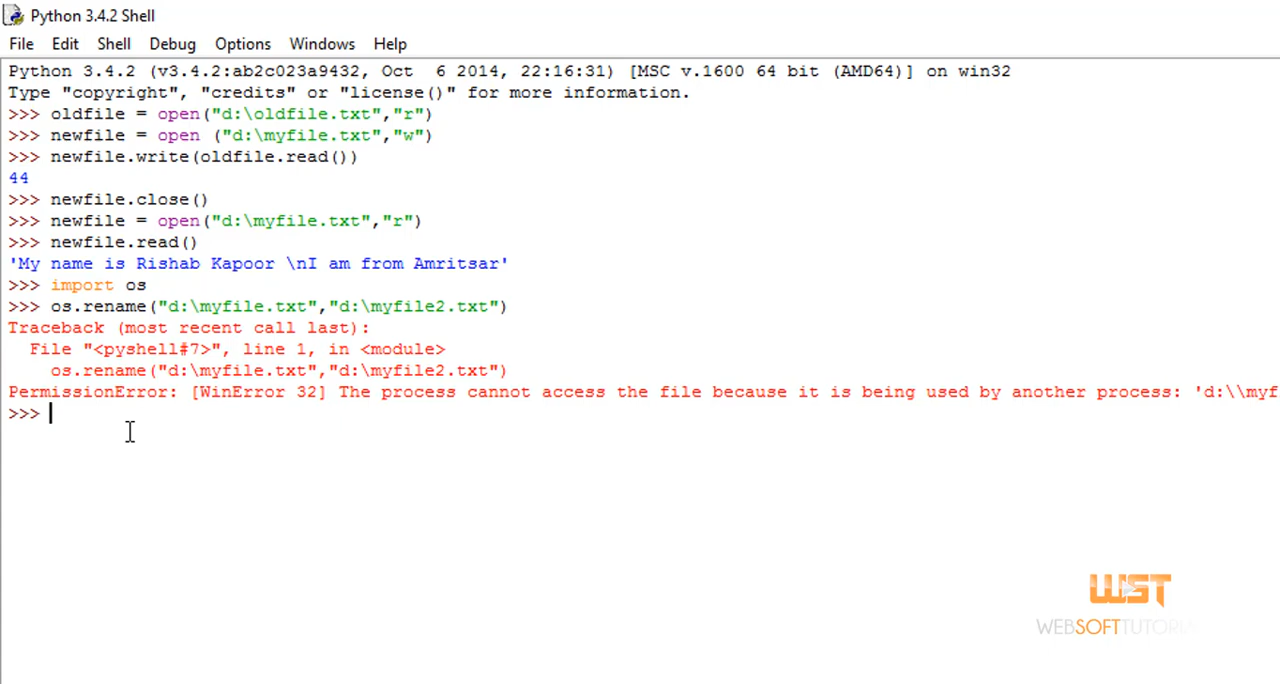 Python 3.4.2 Shell
File Edit Shell Debug Options Windows Help
Python 3.4.2 (v3.4.2:ab2c023a9432, Oct  6 2014, 22:16:31) [MSC v.1600 64 bit (AMD64)] on win32
Type "copyright", "credits" or "license()" for more information.
>>> oldfile = open("d:\oldfile.txt","r")
>>> newfile = open ("d:\myfile.txt","w")
>>> newfile.write(oldfile.read())
44
>>> newfile.close()
>>> newfile = open("d:\myfile.txt","r")
>>> newfile.read()
'My name is Rishab Kapoor \nI am from Amritsar'
>>> import os
>>> os.rename("d:\myfile.txt","d:\myfile2.txt")
Traceback (most recent call last):
  File "<pyshell#7>", line 1, in <module>
    os.rename("d:\myfile.txt","d:\myfile2.txt")
PermissionError: [WinError 32] The process cannot access the file because it is being used by another process: 'd:\\myf
>>>
WST
WEBSOFT